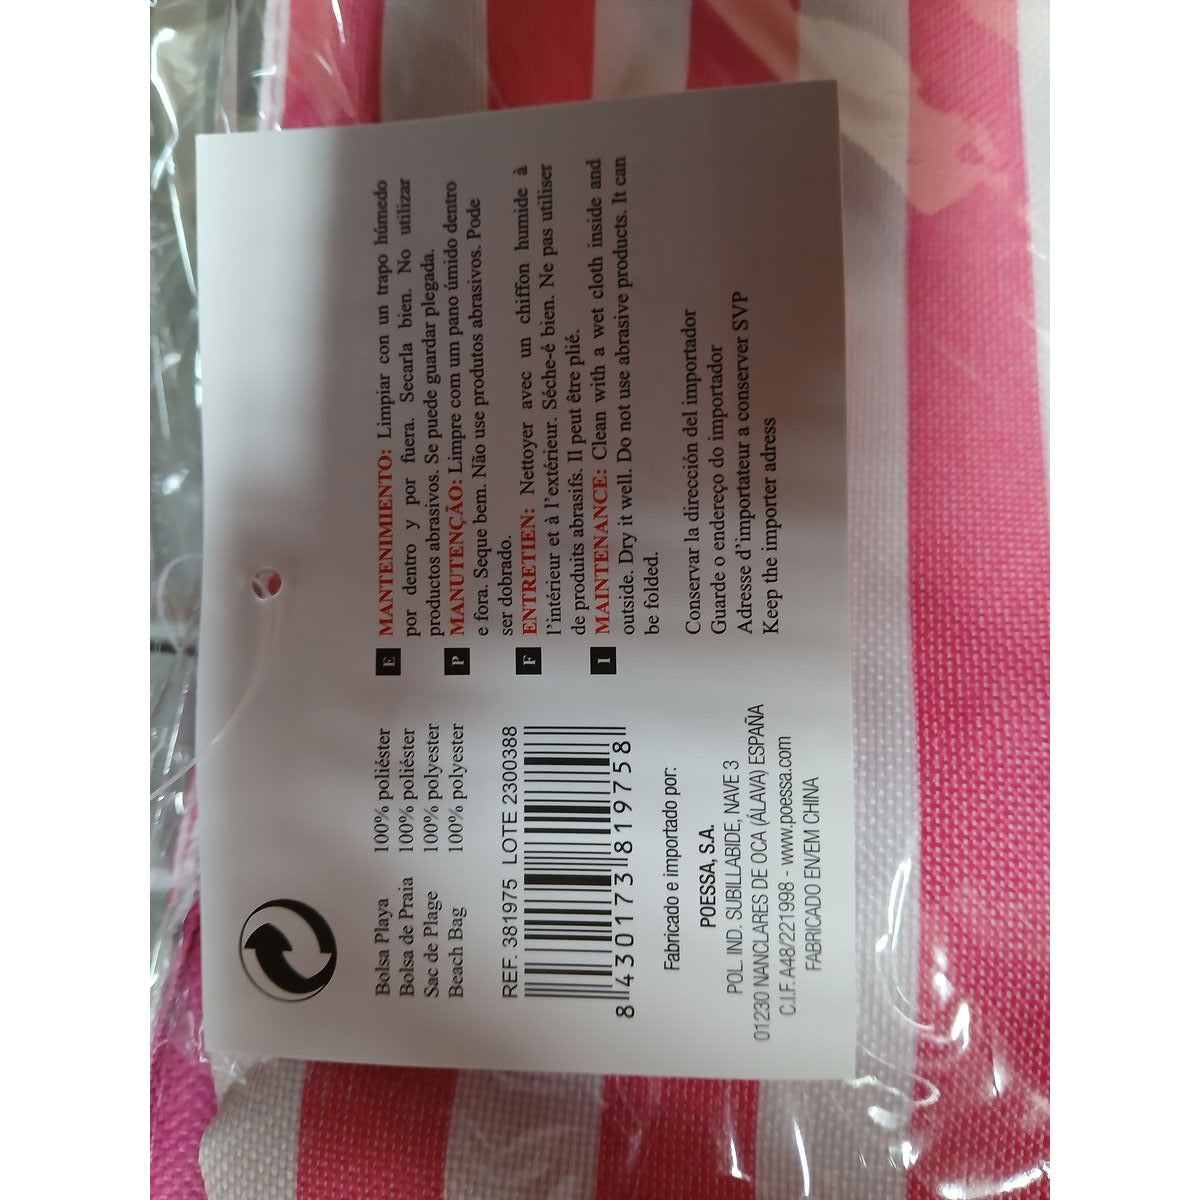 Bolsa Playa 100% poliéster
Bolsa de Praia 100% poliéster
Sac de Plage 100% polyester
Beach Bag 100% polyester
REF. 381975 LOTE 2300388
8 430173 819758
Fabricado e importado por:
POESSA, S.A.
POL. IND. SUBILLABIDE, NAVE 3
01230 NANCLARES DE OCA (ÁLAVA) ESPAÑA
C.I.F. A48/221998 - www.poessa.com
FABRICADO EN/EM CHINA
E MANTENIMIENTO: Limpiar con un trapo húmedo
por dentro y por fuera. Secarla bien. No utilizar
productos abrasivos. Se puede guardar plegada.
P MANUTENÇÃO: Limpre com um pano úmido dentro
e fora. Seque bem. Não use produtos abrasivos. Pode
ser dobrado.
F ENTRETIEN: Nettoyer avec un chiffon humide à
l'intérieur et à l'extérieur. Séche-é bien. Ne pas utiliser
de produits abrasifs. Il peut être plié.
I MAINTENANCE: Clean with a wet cloth inside and
outside. Dry it well. Do not use abrasive products. It can
be folded.
Conservar la dirección del importador
Guarde o endereço do importador
Adresse d'importateur a conserver SVP
Keep the importer adress